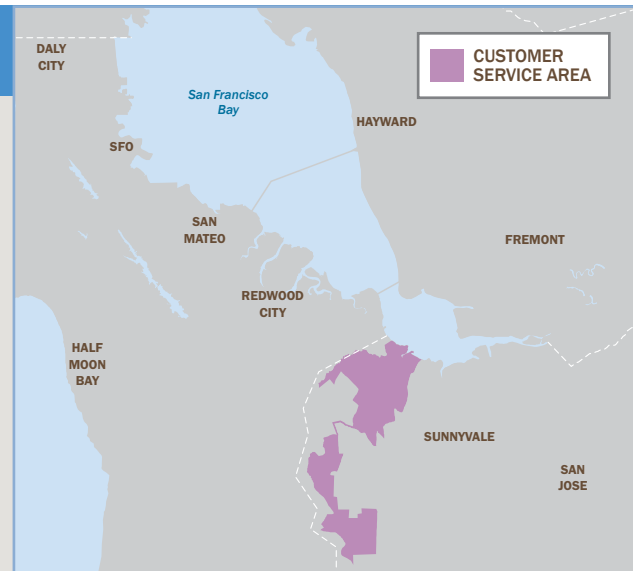 DALY
CITY
CUSTOMER
SERVICE AREA
San Francisco
Bay
HAYWARD
SFO
SAN
MATEO
FREMONT
REDWOOD
CITY
HALF
MOON
BAY
SUNNYVALE
SAN
JOSE